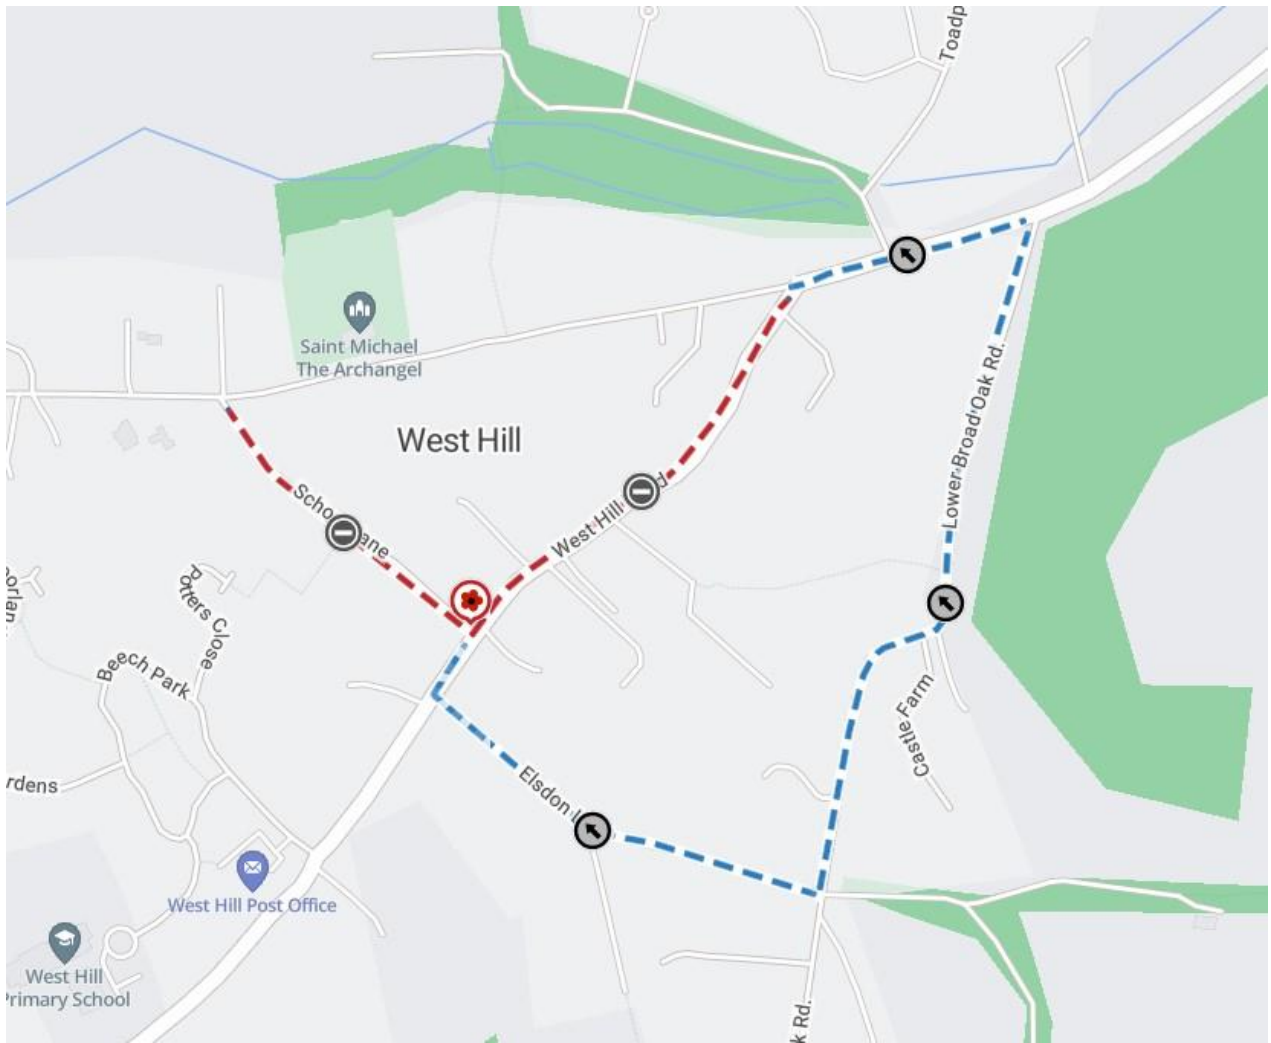 Toadp
Saint Michael
The Archangel
West Hill
Lower Broad Oak Rd.
West Hill
Potters Close
Beech Park
Castle Farm
rdens
Elsdon
West Hill Post Office
West Hill
Primary School
k Rd.